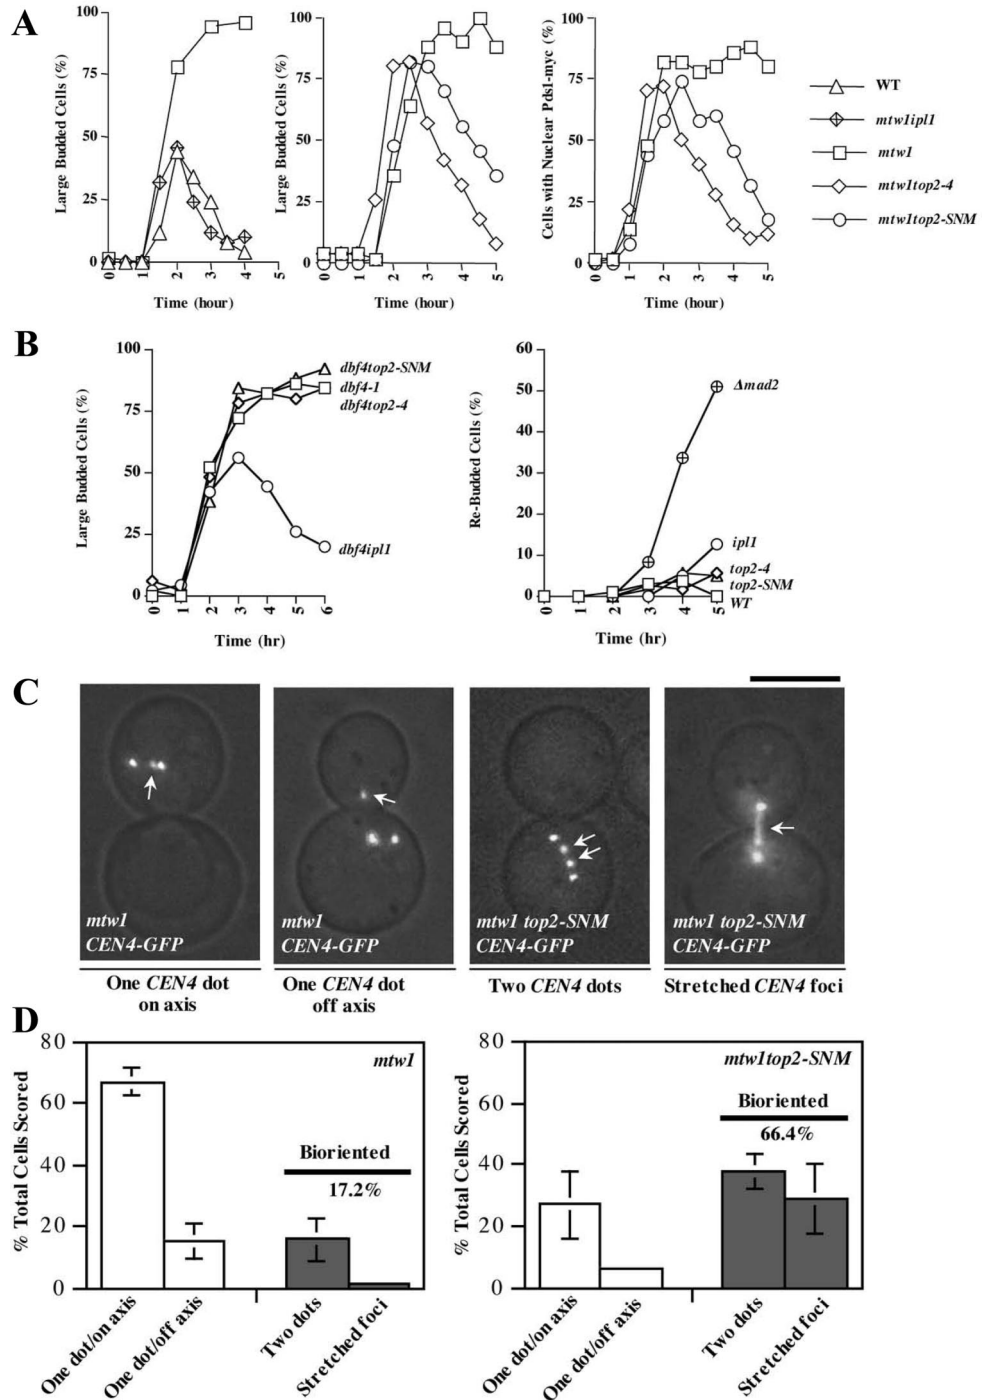 A
Large Budded Cells (%)
100
75
50
25
0
0
1
2
3
4
5
Time (hour)
Large Budded Cells (%)
100
75
50
25
0
0
1
2
3
4
5
Time (hour)
Cells with Nuclear Pds1-myc (%)
100
75
50
25
0
0
1
2
3
4
5
Time (hour)
WT
mtw1ipl1
mtw1
mtw1top2-4
mtw1top2-SNM
B
Large Budded Cells (%)
100
75
50
25
0
0
1
2
3
4
5
6
Time (hr)
dbf4top2-SNM
dbf4-1
dbf4top2-4
dbf4ipl1
Re-Budded Cells (%)
60
50
40
30
20
10
0
0
1
2
3
4
5
Time (hr)
Δmad2
ipl1
top2-4
top2-SNM
WT
C
mtw1
CEN4-GFP
One CEN4 dot
on axis
mtw1
CEN4-GFP
One CEN4 dot
off axis
mtw1 top2-SNM
CEN4-GFP
Two CEN4 dots
mtw1 top2-SNM
CEN4-GFP
Stretched CEN4 foci
D
% Total Cells Scored
80
60
40
20
0
mtw1
Bioriented
17.2%
One dot/on axis
One dot/off axis
Two dots
Stretched foci
% Total Cells Scored
80
60
40
20
0
mtw1top2-SNM
Bioriented
66.4%
One dot/on axis
One dot/off axis
Two dots
Stretched foci